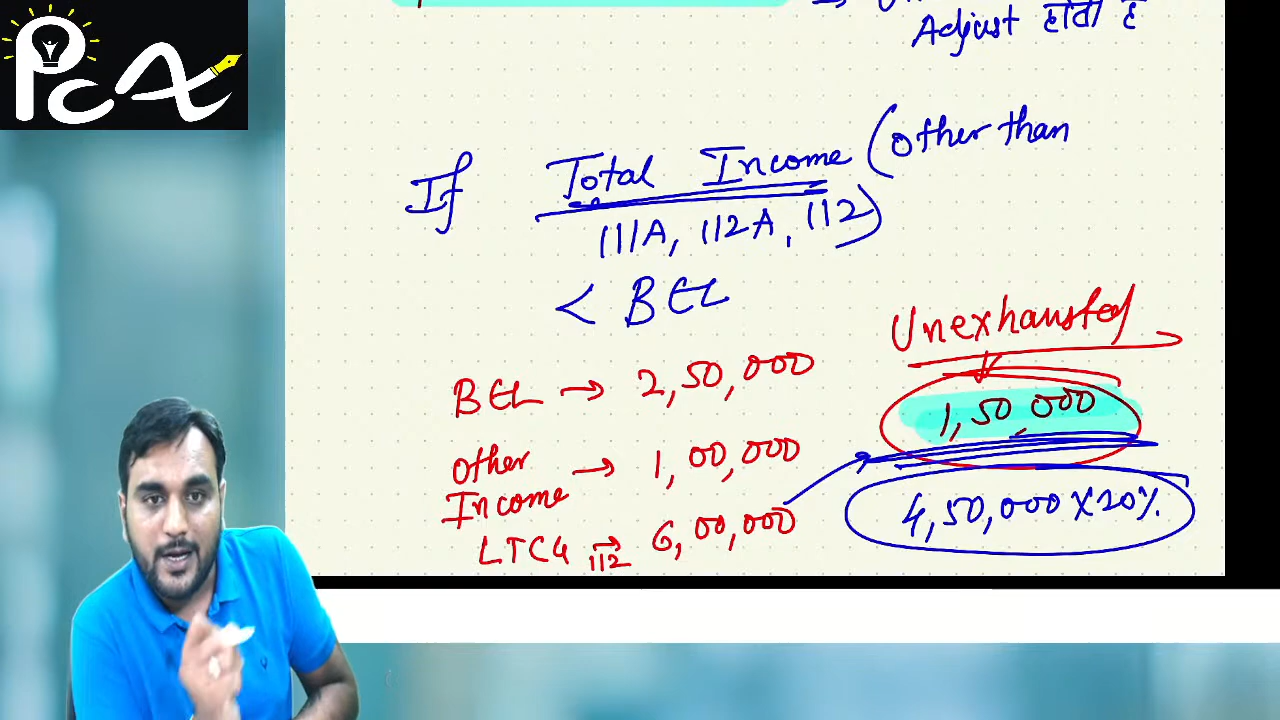 PCA
Adjust होती है
If Total Income (Other than
111A, 112A, 112)
< BEL
Unexhausted
BEL → 2,50,000
1,50,000
Other
Income → 1,00,000
LTCG 112 → 6,00,000
4,50,000 × 20%.